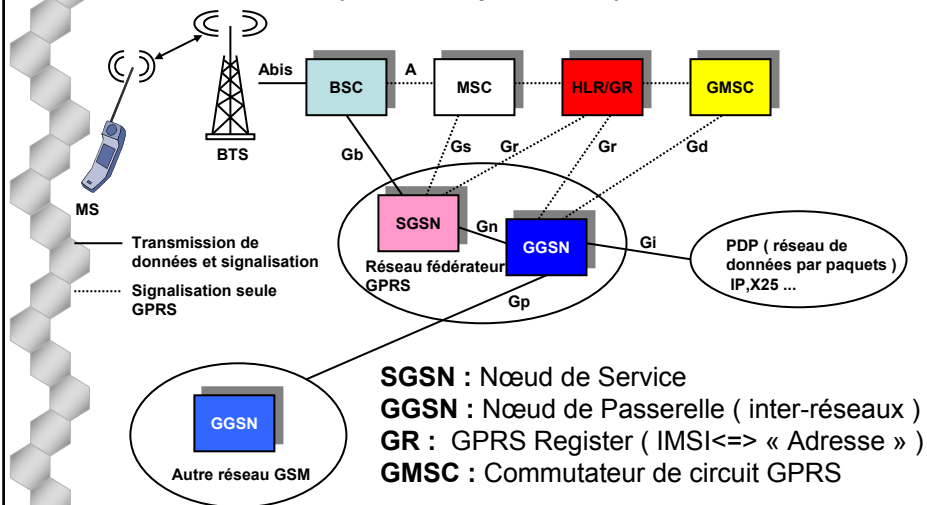 Abis
BSC
A
MSC
HLR/GR
GMSC
BTS
Gb
Gs
Gr
Gr
Gd
MS
SGSN
Gn
GGSN
Gi
PDP ( réseau de
données par paquets )
IP,X25 ...
Transmission de
données et signalisation
Réseau fédérateur
GPRS
Signalisation seule
GPRS
Gp
GGSN
Autre réseau GSM
SGSN : Nœud de Service
GGSN : Nœud de Passerelle ( inter-réseaux )
GR : GPRS Register ( IMSI<=> « Adresse » )
GMSC : Commutateur de circuit GPRS